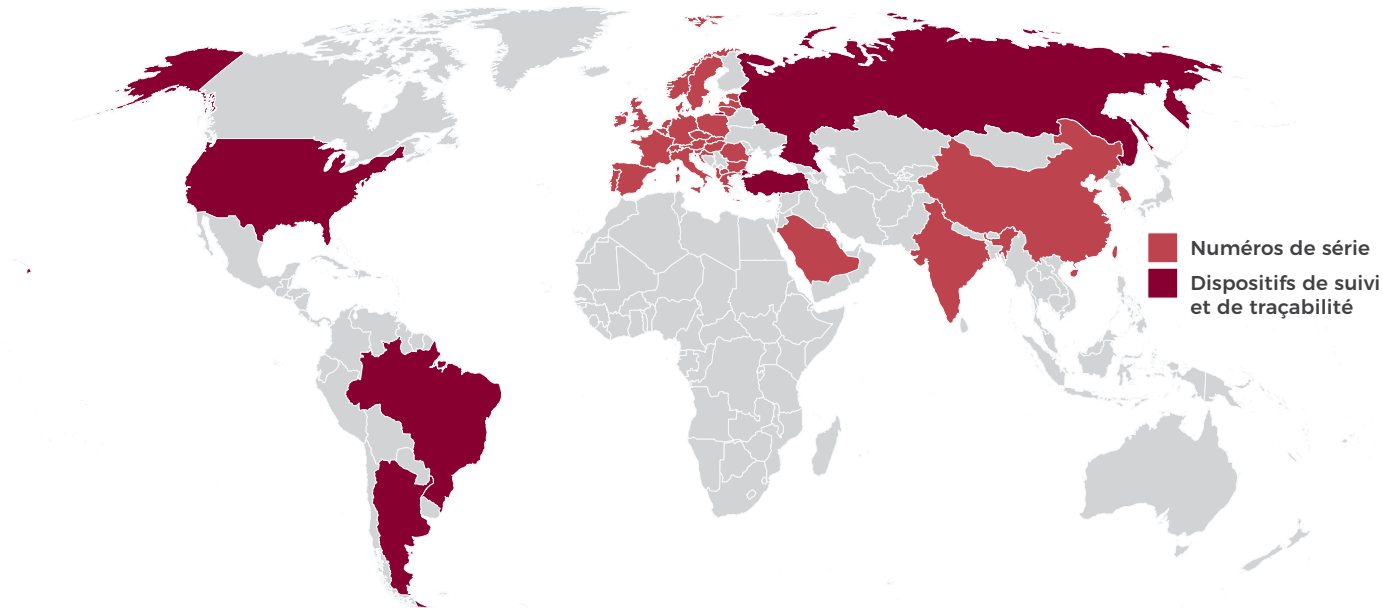 Numéros de série
Dispositifs de suivi
et de traçabilité